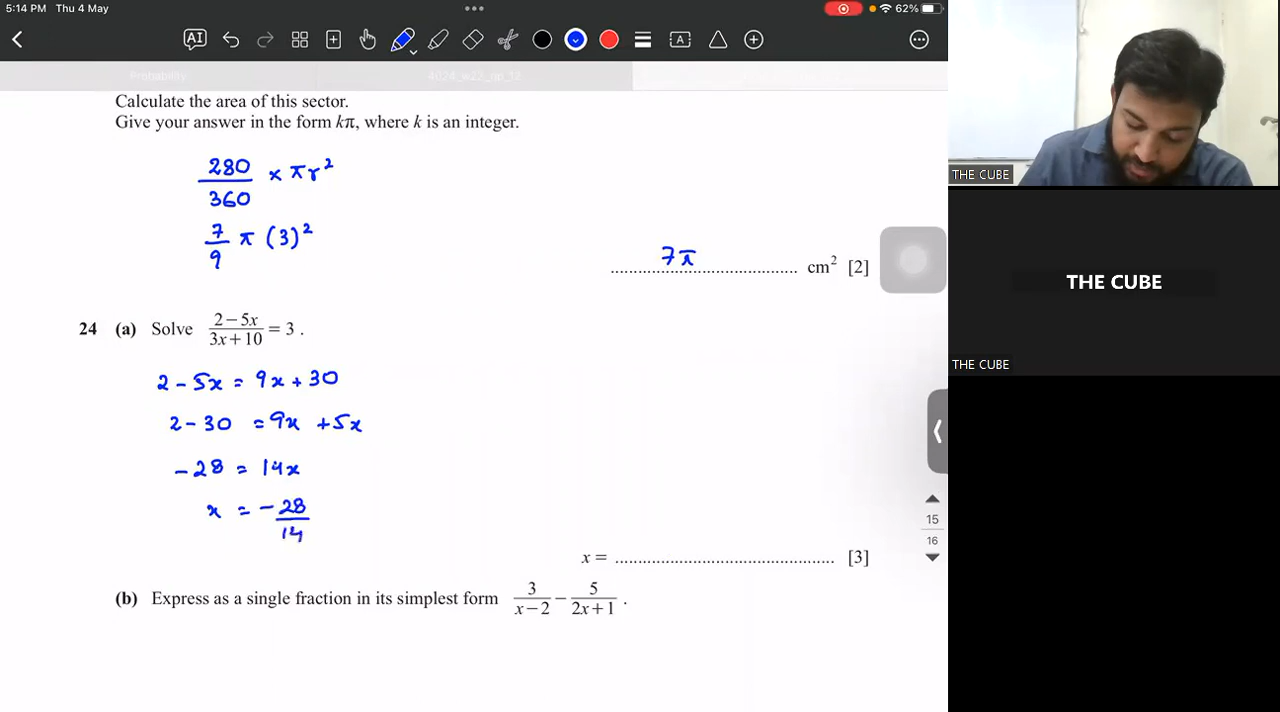 5:14 PM Thu 4 May
62%
AI
A
Probability
4024_w22_qp_12
Calculate the area of this sector.
Give your answer in the form kπ, where k is an integer.
280/360 × πr²
7/9 π (3)²
7π
.......................................... cm² [2]
24 (a) Solve (2 − 5x)/(3x + 10) = 3 .
2 - 5x = 9x + 30
2 - 30 = 9x + 5x
-28 = 14x
x = -28/14
x = ................................................ [3]
(b) Express as a single fraction in its simplest form 3/(x − 2) − 5/(2x + 1) .
15
16
THE CUBE
THE CUBE
THE CUBE